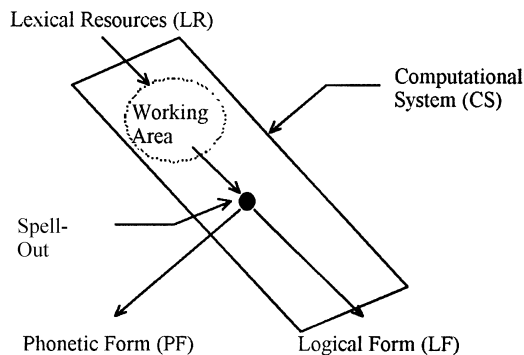 Lexical Resources (LR)
Computational
System (CS)
Working
Area
Spell-
Out
Phonetic Form (PF)
Logical Form (LF)